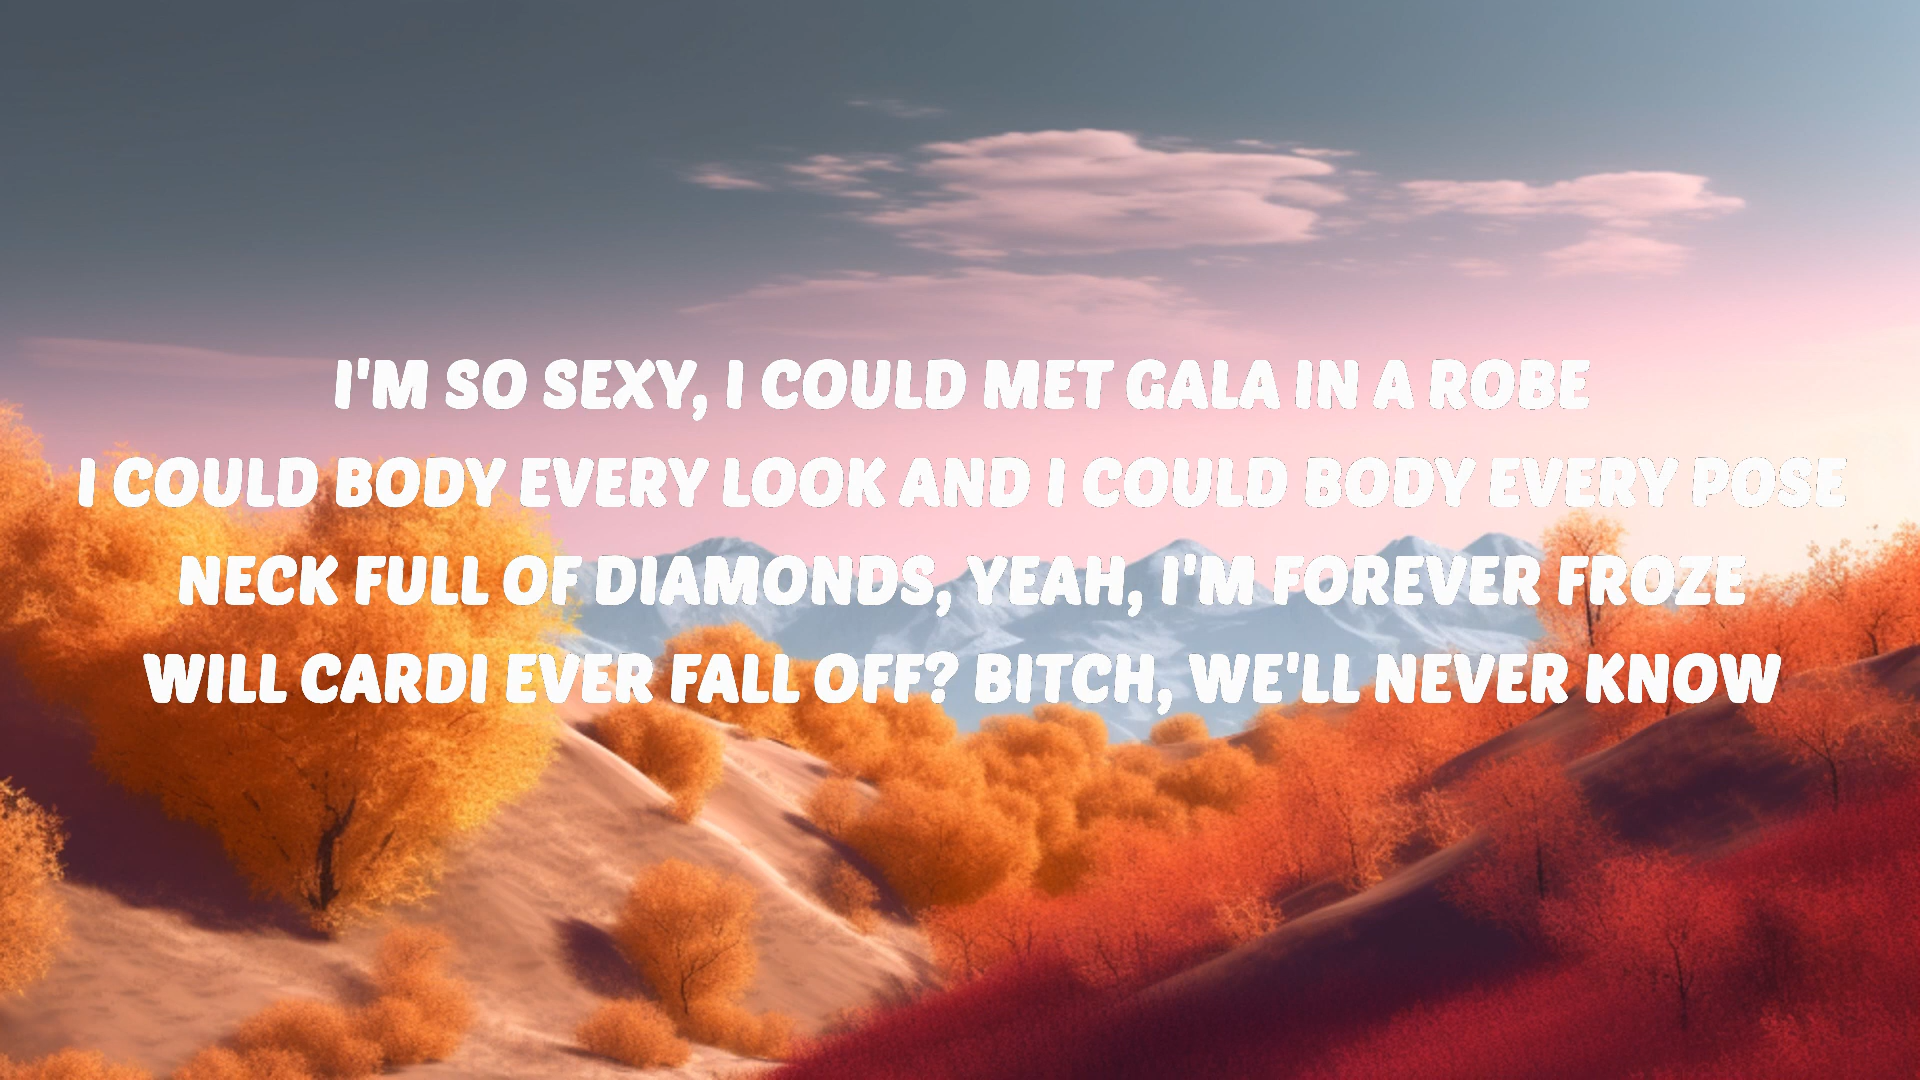 I'M SO SEXY, I COULD MET GALA IN A ROBE
I COULD BODY EVERY LOOK AND I COULD BODY EVERY POSE
NECK FULL OF DIAMONDS, YEAH, I'M FOREVER FROZE
WILL CARDI EVER FALL OFF? BITCH, WE'LL NEVER KNOW